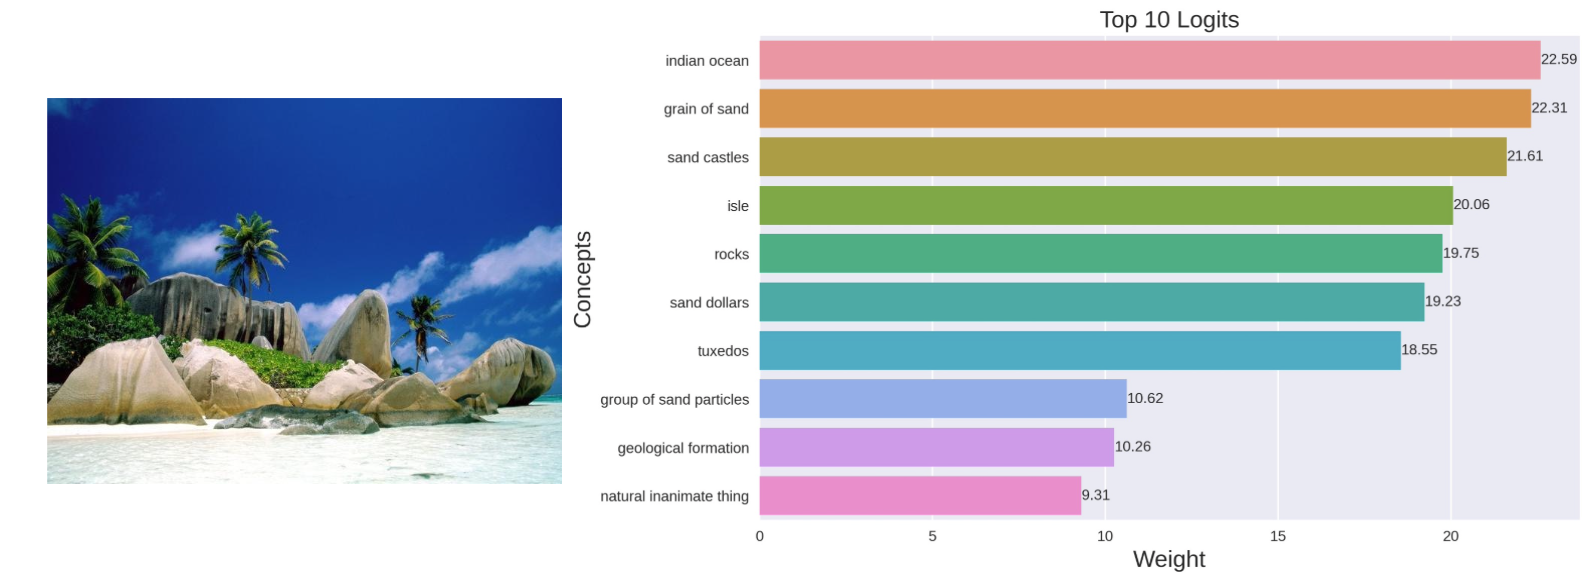 Top 10 Logits
Concepts
indian ocean 22.59
grain of sand 22.31
sand castles 21.61
isle 20.06
rocks 19.75
sand dollars 19.23
tuxedos 18.55
group of sand particles 10.62
geological formation 10.26
natural inanimate thing 9.31
0 5 10 15 20
Weight